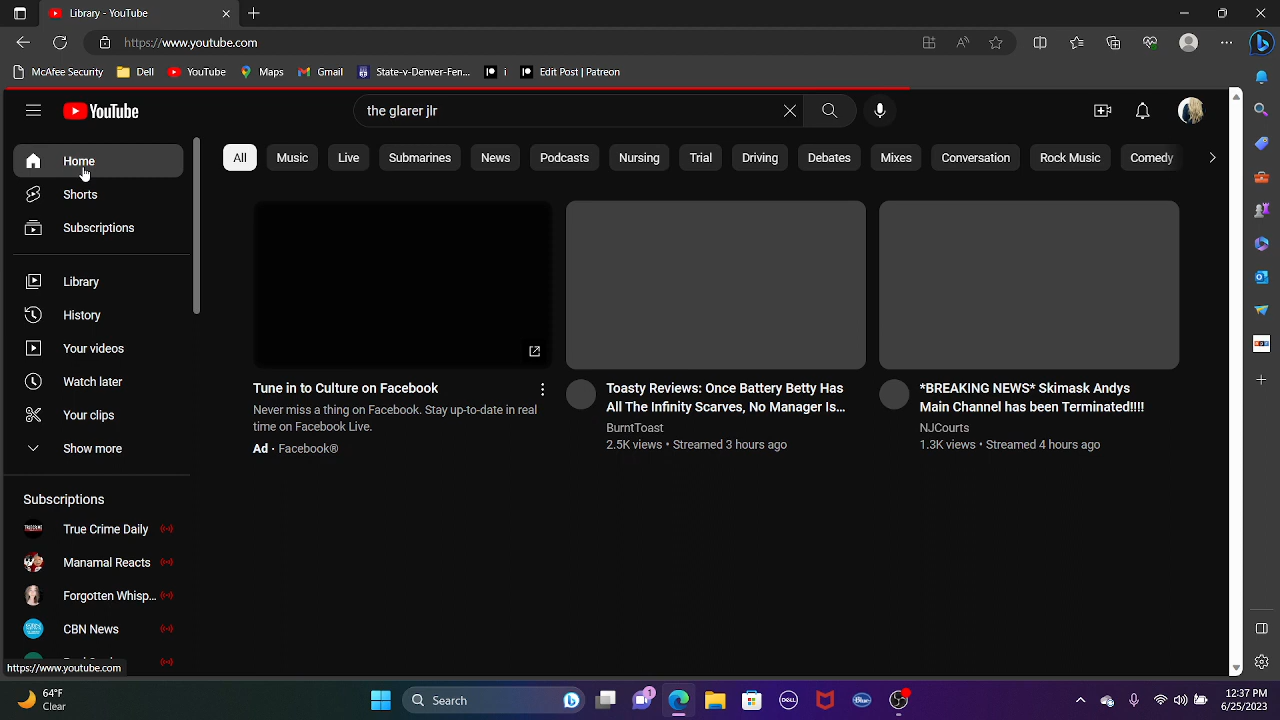 Library - YouTube
https://www.youtube.com
McAfee Security
Dell
YouTube
Maps
Gmail
State-v-Denver-Fen...
i
Edit Post | Patreon
YouTube
the glarer jlr
All
Music
Live
Submarines
News
Podcasts
Nursing
Trial
Driving
Debates
Mixes
Conversation
Rock Music
Comedy
Home
Shorts
Subscriptions
Library
History
Your videos
Watch later
Your clips
Show more
Subscriptions
True Crime Daily
Manamal Reacts
Forgotten Whisp...
CBN News
https://www.youtube.com
Tune in to Culture on Facebook
Never miss a thing on Facebook. Stay up-to-date in real
time on Facebook Live.
Ad · Facebook®
Toasty Reviews: Once Battery Betty Has
All The Infinity Scarves, No Manager Is...
BurntToast
2.5K views • Streamed 3 hours ago
*BREAKING NEWS* Skimask Andys
Main Channel has been Terminated!!!!
NJCourts
1.3K views • Streamed 4 hours ago
64°F
Clear
Search
1
DELL
Blue
12:37 PM
6/25/2023